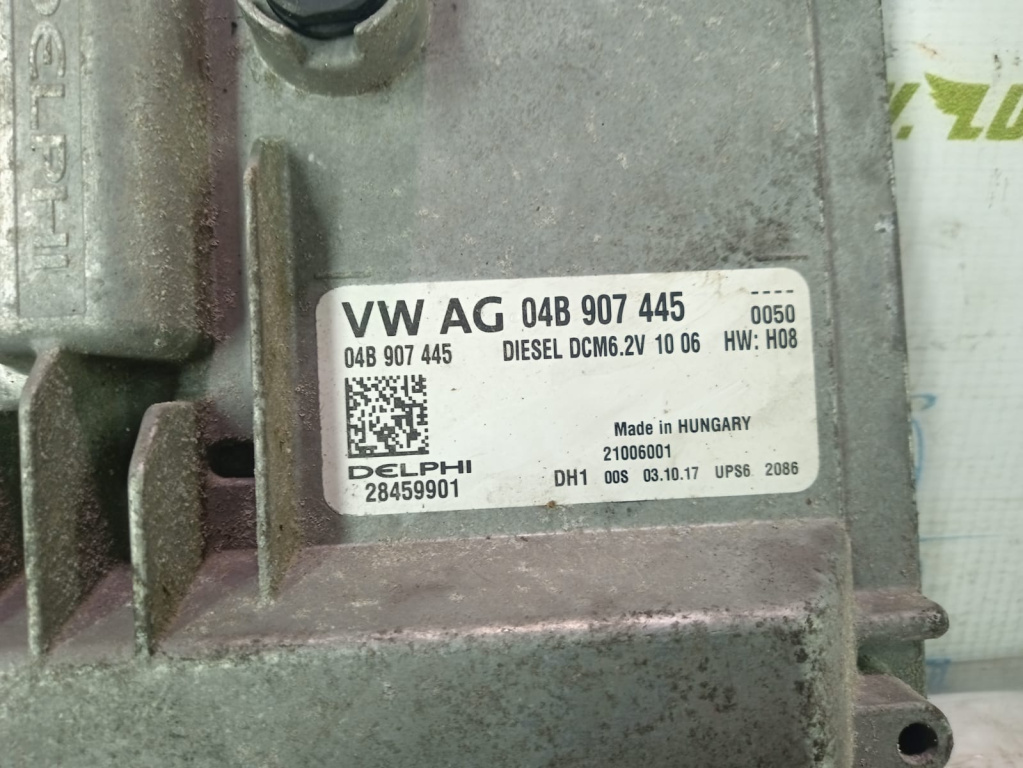 DELPHI
VW AG 04B 907 445
----
0050
04B 907 445 DIESEL DCM6.2V 10 06 HW: H08
Made in HUNGARY
21006001
DELPHI
28459901
DH1 00S 03.10.17 UPS6 2086